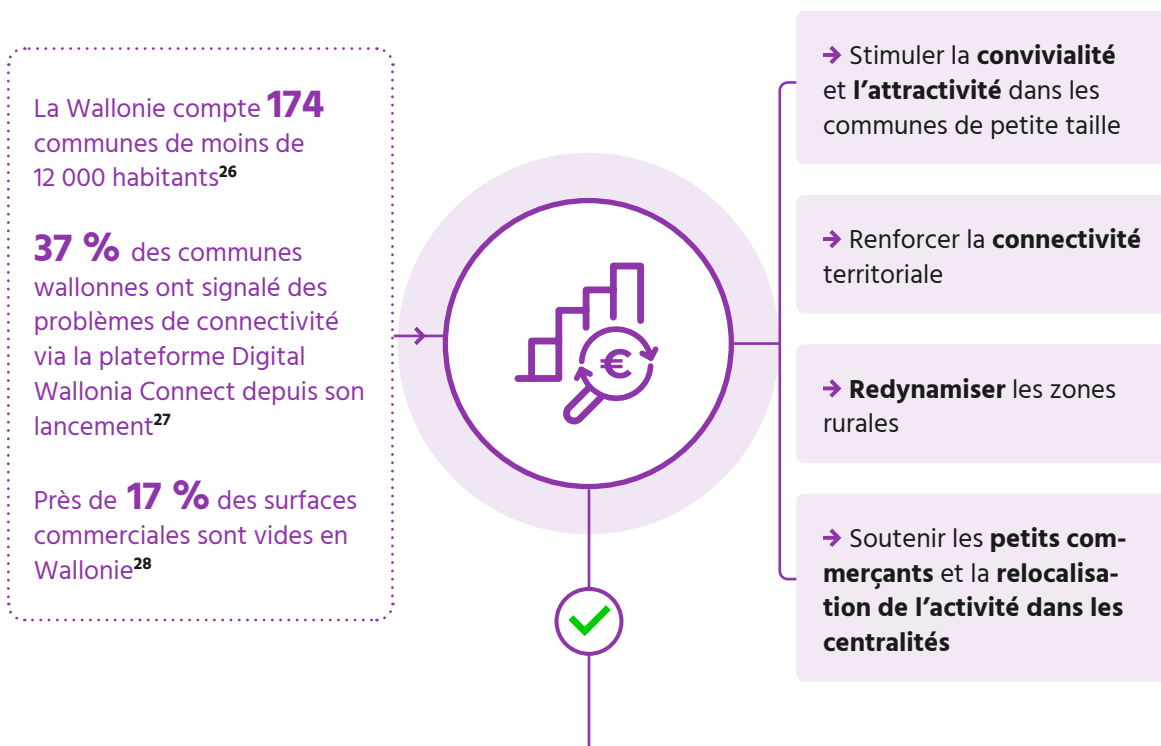 La Wallonie compte 174
communes de moins de
12 000 habitants26
37 % des communes
wallonnes ont signalé des
problèmes de connectivité
via la plateforme Digital
Wallonia Connect depuis son
lancement27
Près de 17 % des surfaces
commerciales sont vides en
Wallonie28
€
→ Stimuler la convivialité
et l’attractivité dans les
communes de petite taille
→ Renforcer la connectivité
territoriale
→ Redynamiser les zones
rurales
→ Soutenir les petits com-
merçants et la relocalisa-
tion de l’activité dans les
centralités